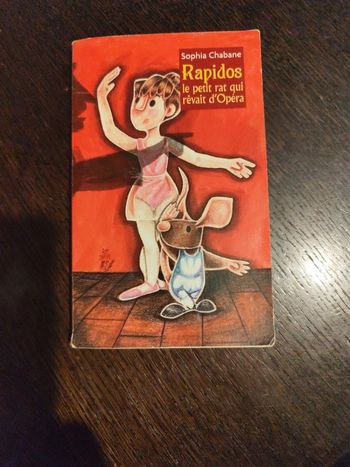 Sophia Chabane
Rapidos
le petit rat qui
rêvait d'Opéra